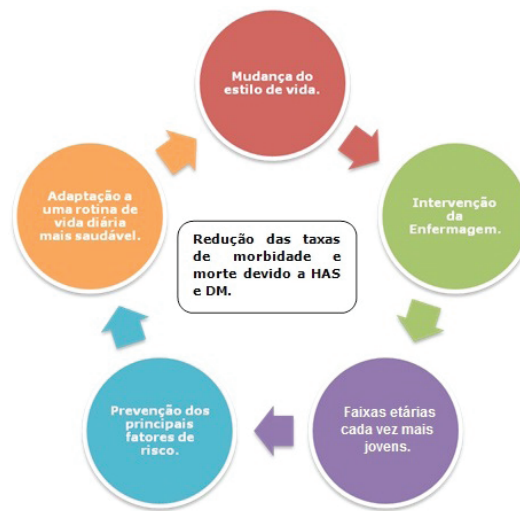 Mudança do
estilo de vida.
Intervenção
da
Enfermagem.
Faixas etárias
cada vez mais
jovens.
Prevenção dos
principais
fatores de
risco.
Adaptação a
uma rotina de
vida diária
mais saudável.
Redução das taxas
de morbidade e
morte devido a HAS
e DM.